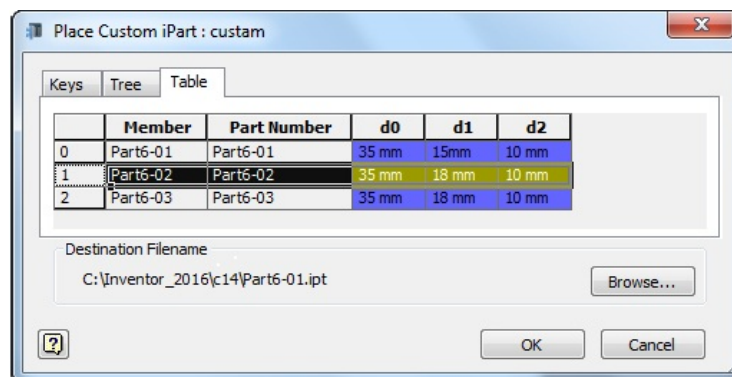 Place Custom iPart : custam
X
Keys Tree Table
Member Part Number d0 d1 d2
0 Part6-01 Part6-01 35 mm 15mm 10 mm
1 Part6-02 Part6-02 35 mm 18 mm 10 mm
2 Part6-03 Part6-03 35 mm 18 mm 10 mm
Destination Filename
C:\Inventor_2016\c14\Part6-01.ipt
Browse...
? OK Cancel